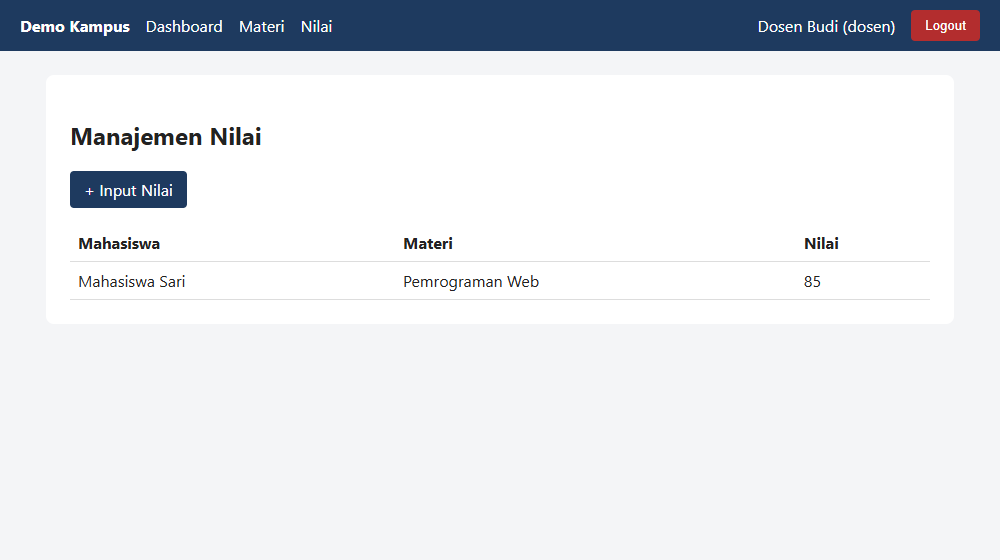 Demo Kampus Dashboard Materi Nilai Dosen Budi (dosen) Logout
Manajemen Nilai
+ Input Nilai
Mahasiswa Materi Nilai
Mahasiswa Sari Pemrograman Web 85